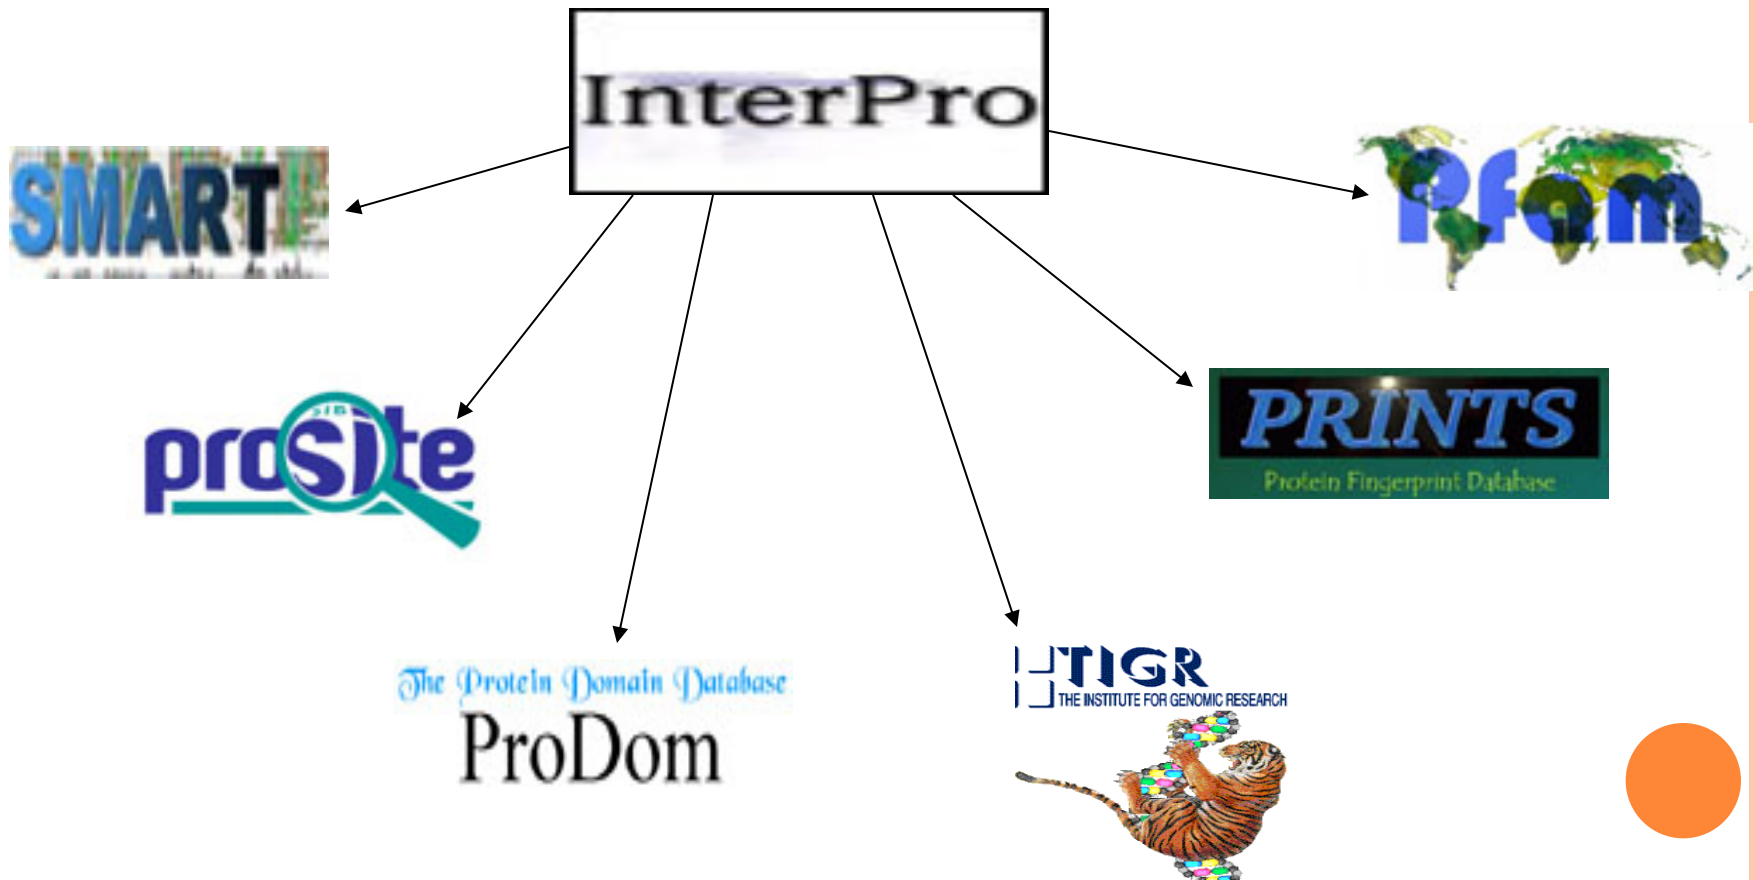 InterPro
SMART
Pfam
prosite
PRINTS
Protein Fingerprint Database
The Protein Domain Database
ProDom
TIGR
THE INSTITUTE FOR GENOMIC RESEARCH